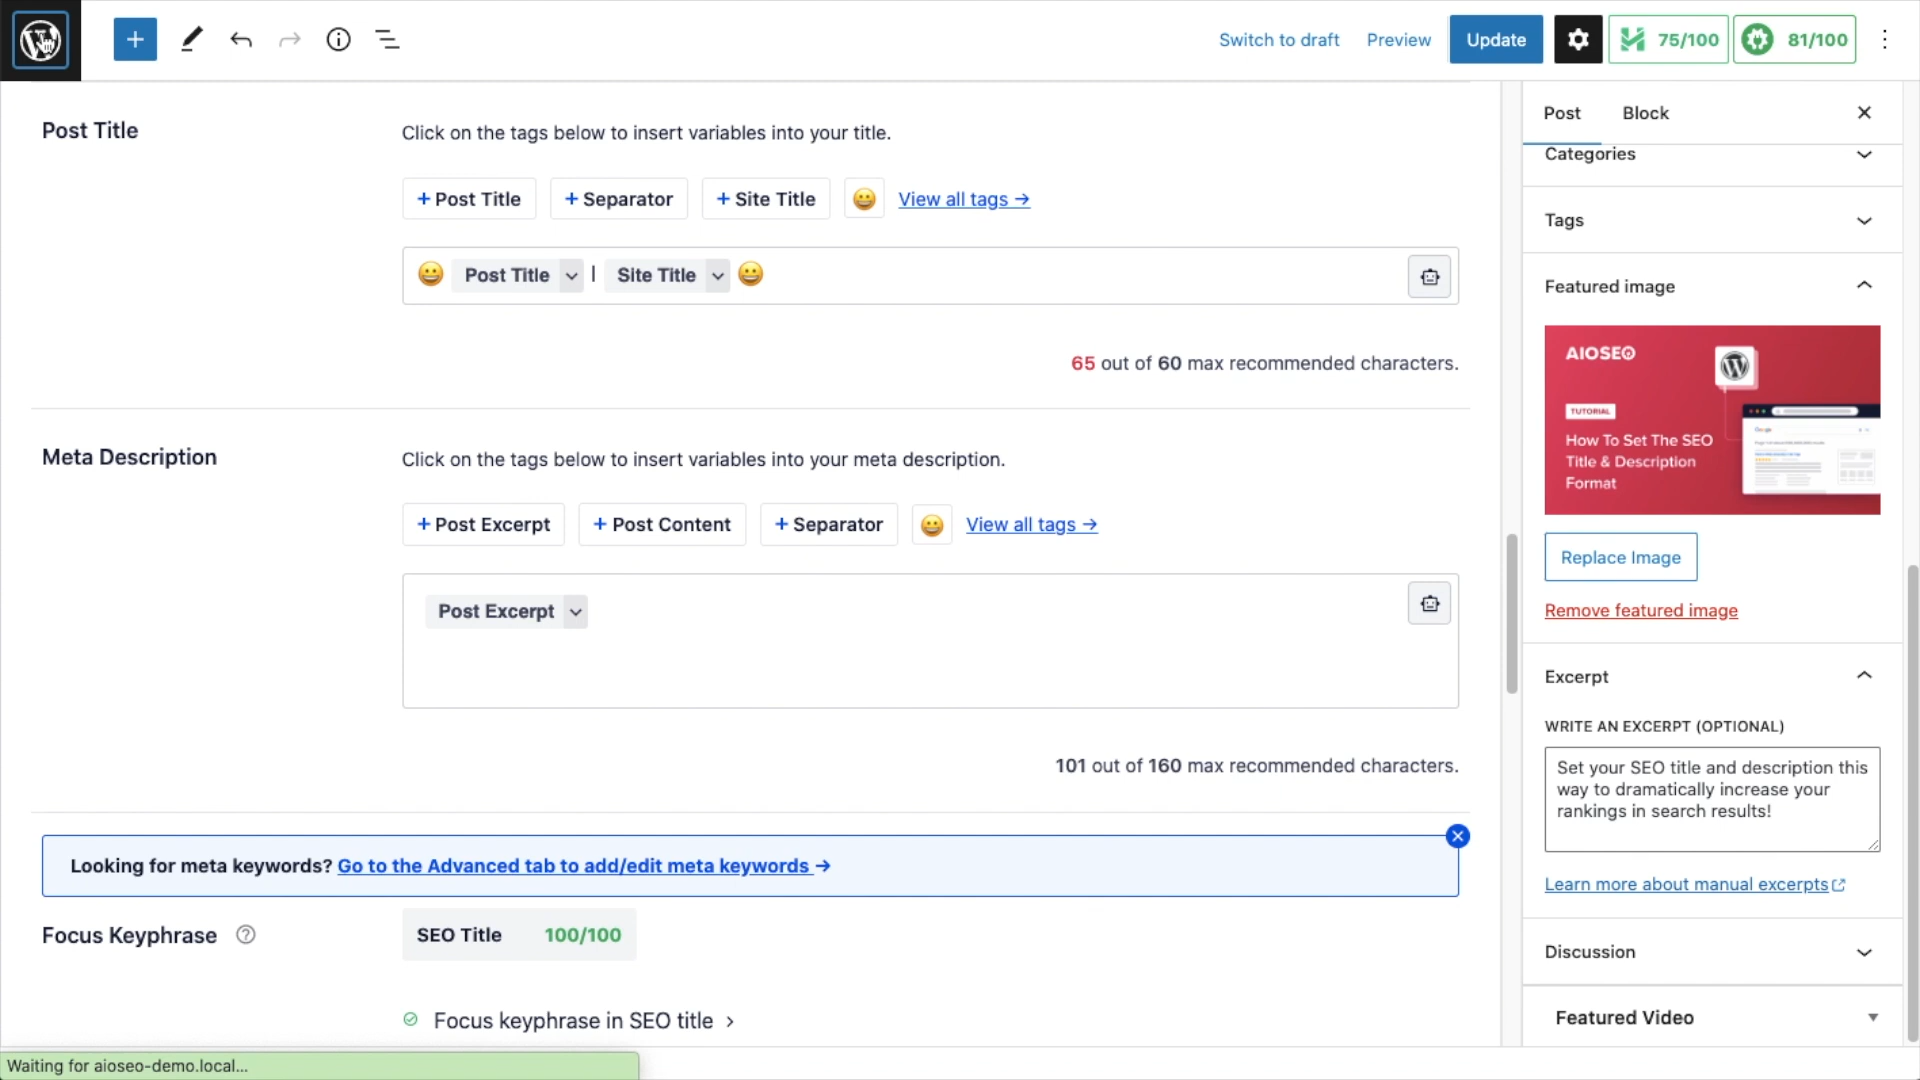 Switch to draft
Preview
Update
75/100
81/100
Post Title
Click on the tags below to insert variables into your title.
+ Post Title
+ Separator
+ Site Title
View all tags →
Post Title
|
Site Title
65 out of 60 max recommended characters.
Meta Description
Click on the tags below to insert variables into your meta description.
+ Post Excerpt
+ Post Content
+ Separator
View all tags →
Post Excerpt
101 out of 160 max recommended characters.
Looking for meta keywords? Go to the Advanced tab to add/edit meta keywords →
Focus Keyphrase
SEO Title 100/100
Focus keyphrase in SEO title
Waiting for aioseo-demo.local...
Post
Block
Categories
Tags
Featured image
AIOSEO
TUTORIAL
How To Set The SEO
Title & Description
Format
Google
Replace Image
Remove featured image
Excerpt
WRITE AN EXCERPT (OPTIONAL)
Set your SEO title and description this
way to dramatically increase your
rankings in search results!
Learn more about manual excerpts
Discussion
Featured Video